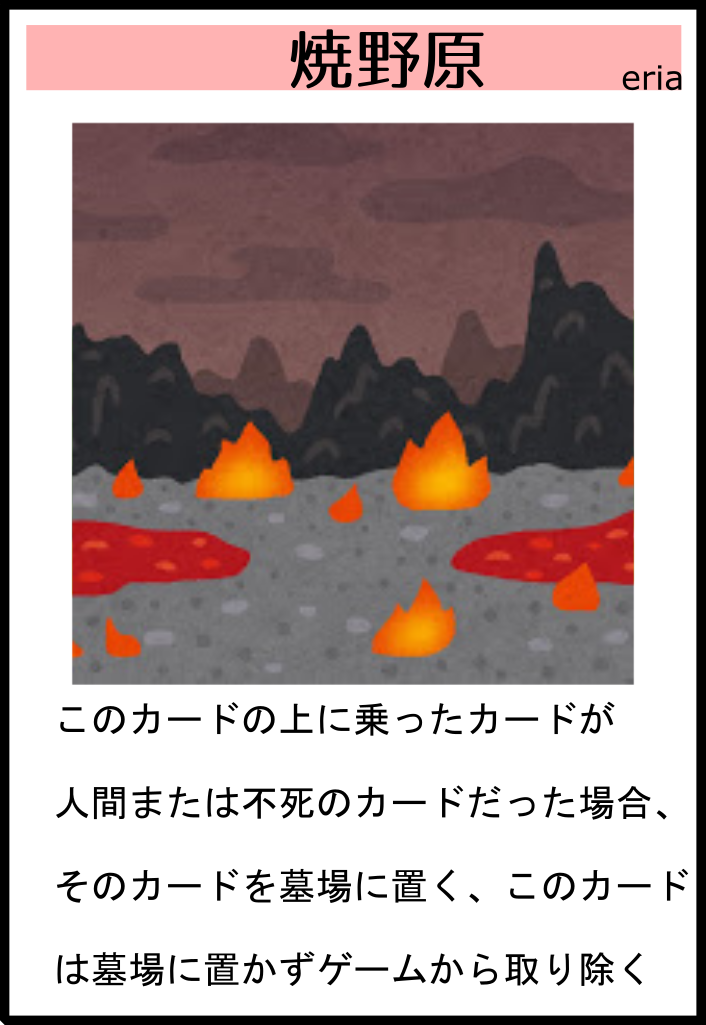 焼野原
eria
このカードの上に乗ったカードが
人間または不死のカードだった場合、
そのカードを墓場に置く、このカード
は墓場に置かずゲームから取り除く